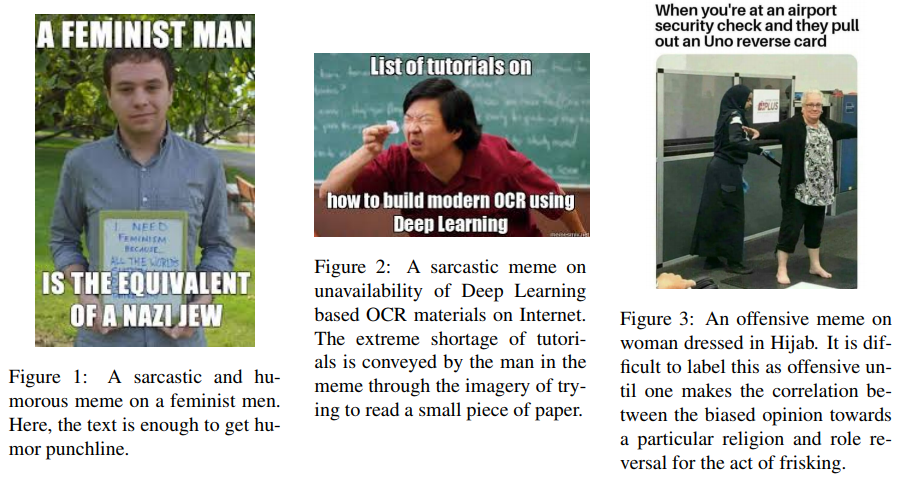 A FEMINIST MAN
I NEED
FEMINISM
BECAUSE...
ALL THE WORDS
IS THE EQUIVALENT
OF A NAZI JEW
Figure 1: A sarcastic and hu-
morous meme on a feminist men.
Here, the text is enough to get hu-
mor punchline.
List of tutorials on
how to build modern OCR using
Deep Learning
Figure 2: A sarcastic meme on
unavailability of Deep Learning
based OCR materials on Internet.
The extreme shortage of tutori-
als is conveyed by the man in the
meme through the imagery of try-
ing to read a small piece of paper.
When you're at an airport
security check and they pull
out an Uno reverse card
PLUS
Figure 3: An offensive meme on
woman dressed in Hijab. It is dif-
ficult to label this as offensive un-
til one makes the correlation be-
tween the biased opinion towards
a particular religion and role re-
versal for the act of frisking.